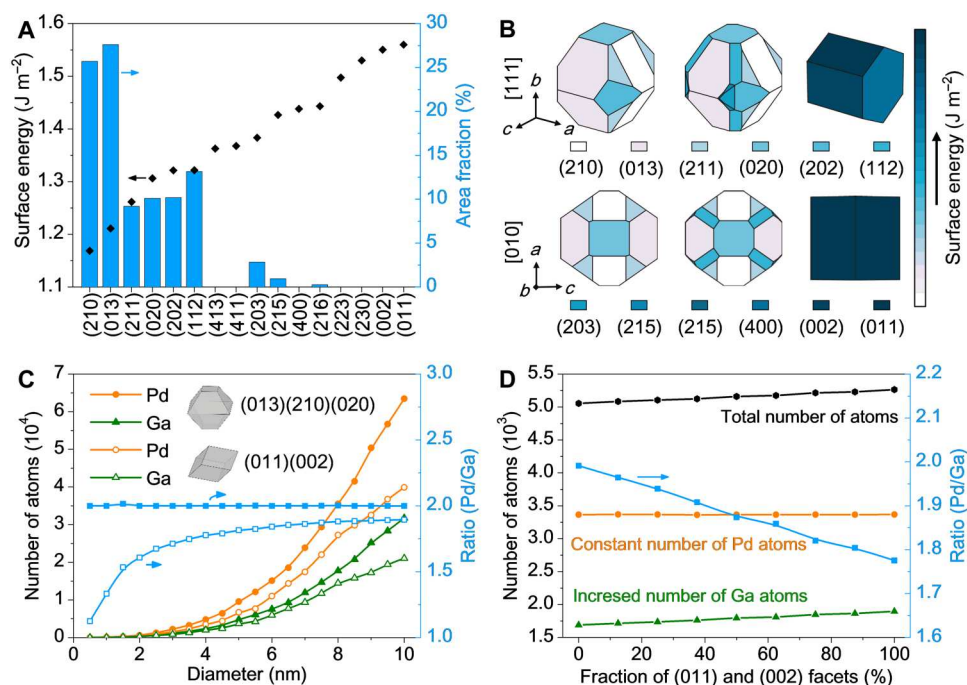 A
Surface energy (J m⁻²)
1.6
1.5
1.4
1.3
1.2
1.1
30
25
20
15
10
5
0
Area fraction (%)
(210)
(013)
(211)
(020)
(202)
(112)
(413)
(411)
(203)
(215)
(400)
(216)
(223)
(230)
(002)
(011)
B
[111]
b
c
a
(210) (013) (211) (020) (202) (112)
[010]
a
b
c
(203) (215) (215) (400) (002) (011)
Surface energy (J m⁻²)
C
Number of atoms (10⁴)
7
6
5
4
3
2
1
0
Pd
Ga
(013)(210)(020)
Pd
Ga
(011)(002)
3.0
2.5
2.0
1.5
1.0
Ratio (Pd/Ga)
0 2 4 6 8 10
Diameter (nm)
D
Number of atoms (10³)
5.5
5.0
4.5
4.0
3.5
3.0
2.5
2.0
1.5
Total number of atoms
Constant number of Pd atoms
Incresed number of Ga atoms
2.2
2.1
2.0
1.9
1.8
1.7
1.6
Ratio (Pd/Ga)
0 20 40 60 80 100
Fraction of (011) and (002) facets (%)